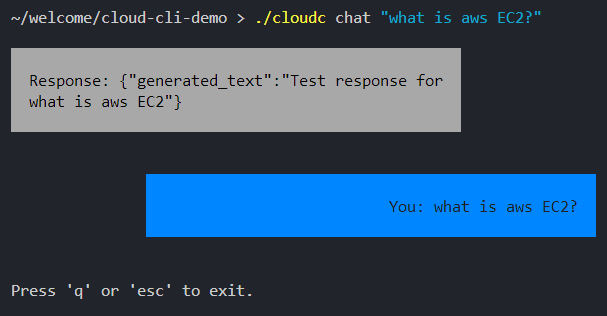 ~/welcome/cloud-cli-demo > ./cloudc chat "what is aws EC2?"
Response: {"generated_text":"Test response for
what is aws EC2"}
You: what is aws EC2?
Press 'q' or 'esc' to exit.